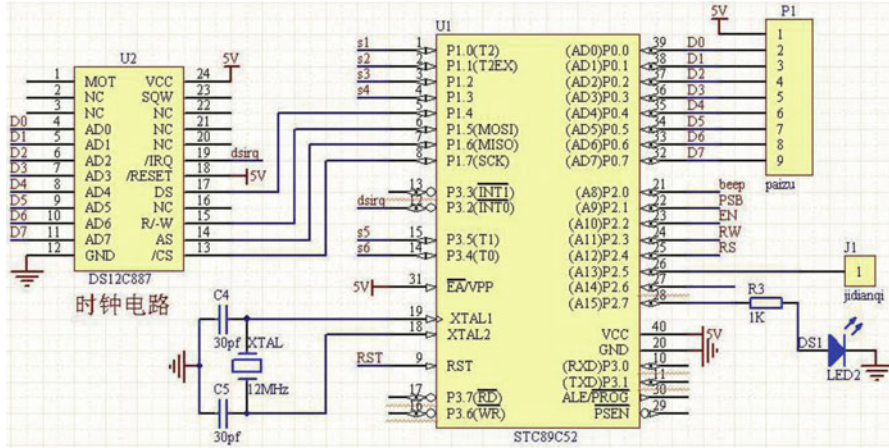 U2
1 MOT VCC 24 5V
2 NC SQW 23
3 NC NC 22
D0 4 AD0 NC 21
D1 5 AD1 NC 20
D2 6 AD2 /IRQ 19 dsirq
D3 7 AD3 /RESET 18 5V
D4 8 AD4 DS 17
D5 9 AD5 NC 16
D6 10 AD6 R/-W 15
D7 11 AD7 AS 14
12 GND /CS 13
DS12C887
时钟电路
C4
30pf
XTAL
12MHz
C5
30pf
U1
s1 1 P1.0(T2) (AD0)P0.0 39 D0
s2 2 P1.1(T2EX) (AD1)P0.1 38 D1
s3 3 P1.2 (AD2)P0.2 37 D2
s4 4 P1.3 (AD3)P0.3 36 D3
5 P1.4 (AD4)P0.4 35 D4
6 P1.5(MOSI) (AD5)P0.5 34 D5
7 P1.6(MISO) (AD6)P0.6 33 D6
8 P1.7(SCK) (AD7)P0.7 32 D7
13 P3.3(INT1) (A8)P2.0 21 beep
dsirq 12 P3.2(INT0) (A9)P2.1 22 PSB
(A10)P2.2 23 EN
s5 15 P3.5(T1) (A11)P2.3 24 RW
s6 14 P3.4(T0) (A12)P2.4 25 RS
(A13)P2.5 26
5V 31 EA/VPP (A14)P2.6 27
(A15)P2.7 28
19 XTAL1
18 XTAL2 VCC 40 5V
GND 20
RST 9 RST (RXD)P3.0 10
(TXD)P3.1 11
17 P3.7(RD) ALE/PROG 30
16 P3.6(WR) PSEN 29
STC89C52
5V
P1
1
2
3
4
5
6
7
8
9
paizu
J1
1
jidianqi
R3
1K
DS1
LED2